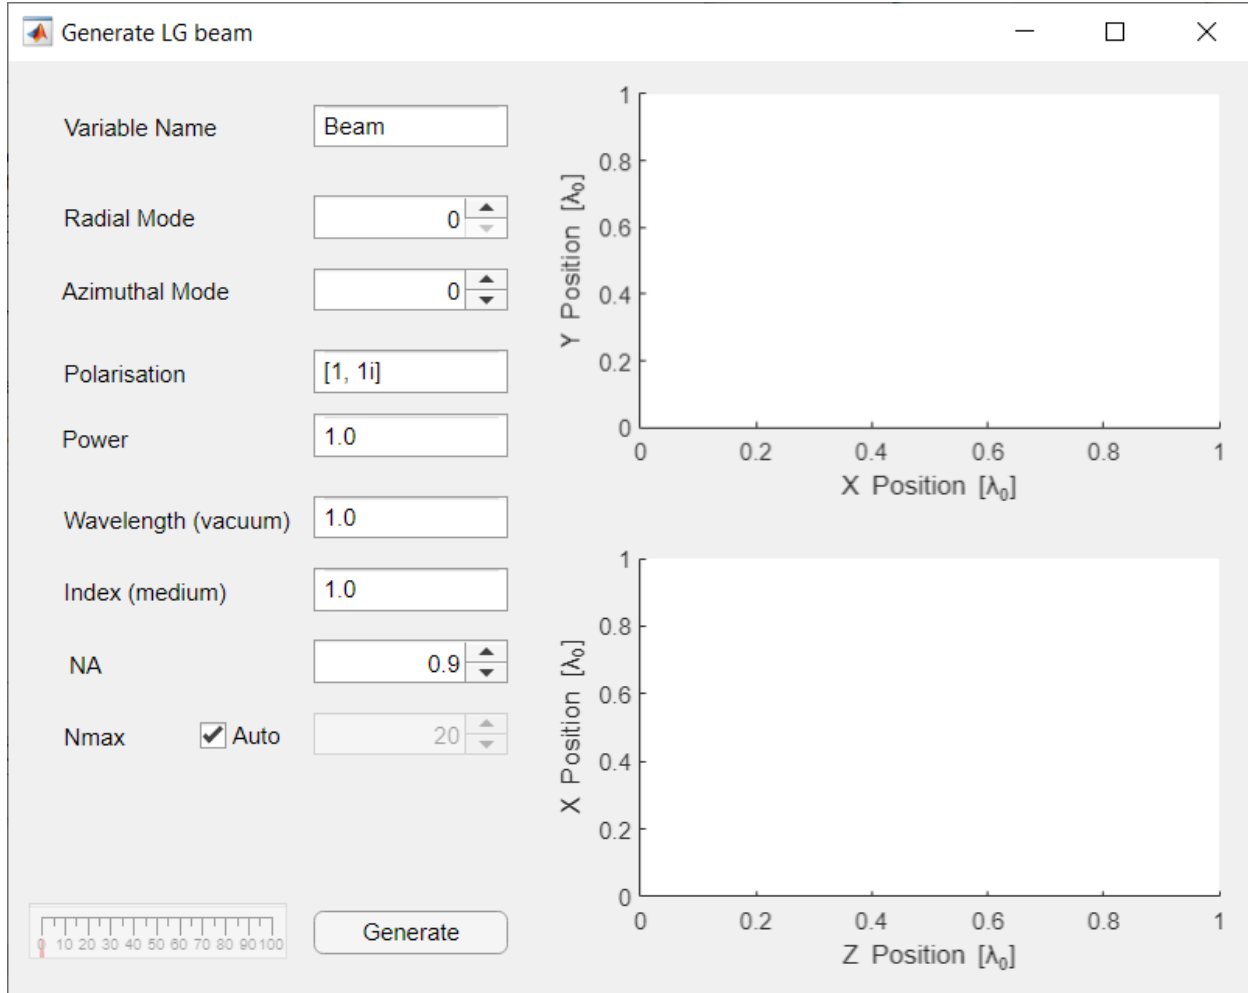 Generate LG beam
Variable Name
Beam
Radial Mode
0
Azimuthal Mode
0
Polarisation
[1, 1i]
Power
1.0
Wavelength (vacuum)
1.0
Index (medium)
1.0
NA
0.9
Nmax
Auto
20
0 10 20 30 40 50 60 70 80 90 100
Generate
Y Position [λ₀]
1
0.8
0.6
0.4
0.2
0
0 0.2 0.4 0.6 0.8 1
X Position [λ₀]
X Position [λ₀]
1
0.8
0.6
0.4
0.2
0
0 0.2 0.4 0.6 0.8 1
Z Position [λ₀]